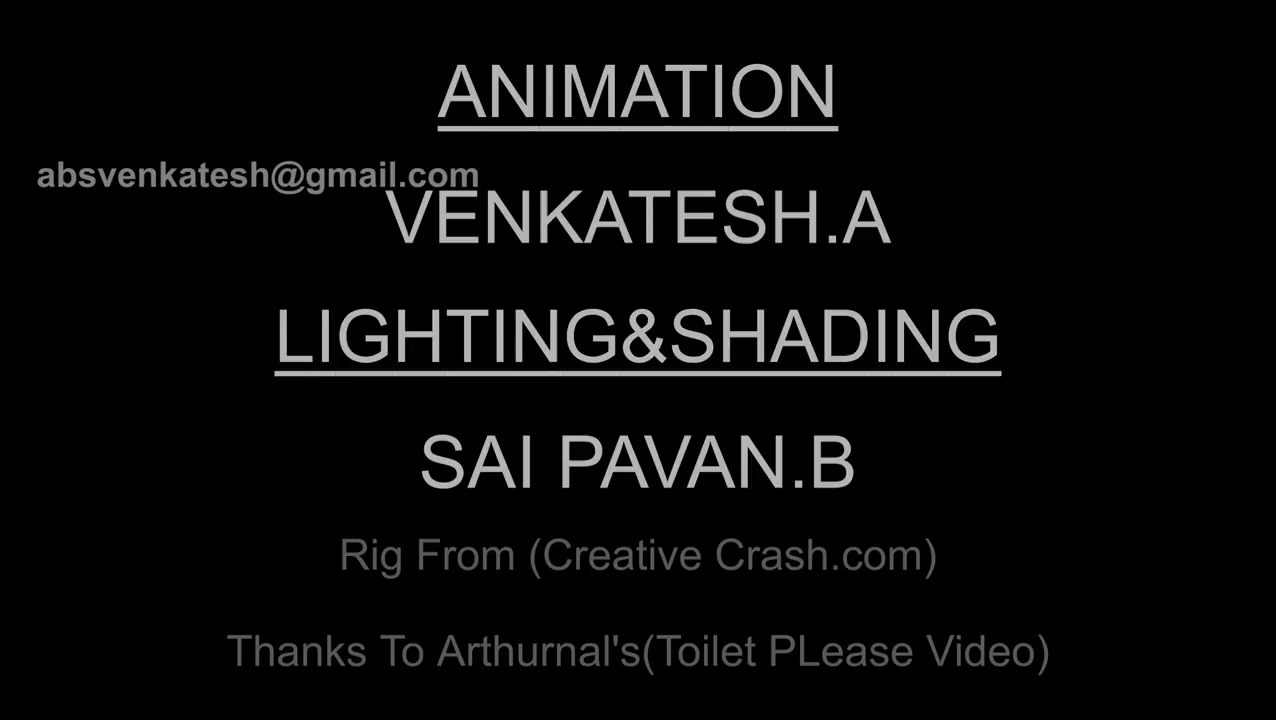 ANIMATION
absvenkatesh@gmail.com
VENKATESH.A
LIGHTING&SHADING
SAI PAVAN.B
Rig From (Creative Crash.com)
Thanks To Arthurnal's(Toilet PLease Video)